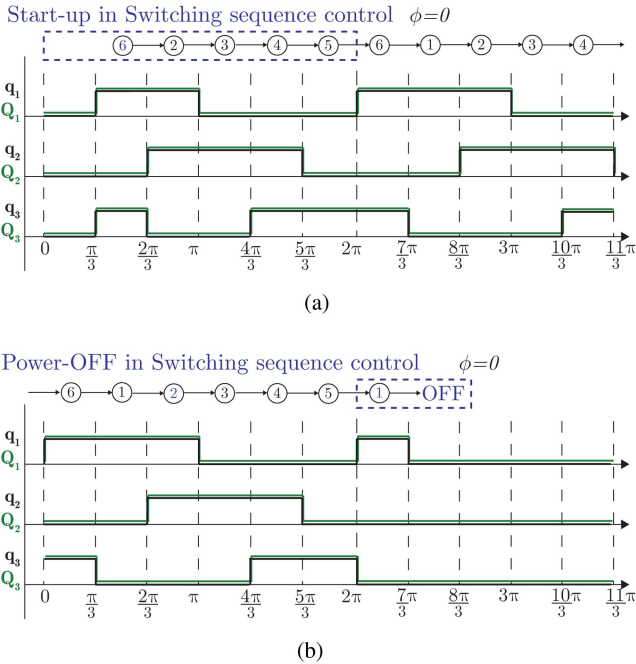 Start-up in Switching sequence control ϕ=0
6 2 3 4 5 6 1 2 3 4
q1
Q1
q2
Q2
q3
Q3
0 π/3 2π/3 π 4π/3 5π/3 2π 7/3π 8π/3 3π 10π/3 11π/3
(a)
Power-OFF in Switching sequence control ϕ=0
6 1 2 3 4 5 1 OFF
q1
Q1
q2
Q2
q3
Q3
0 π/3 2π/3 π 4π/3 5π/3 2π 7π/3 8π/3 3π 10π/3 11π/3
(b)